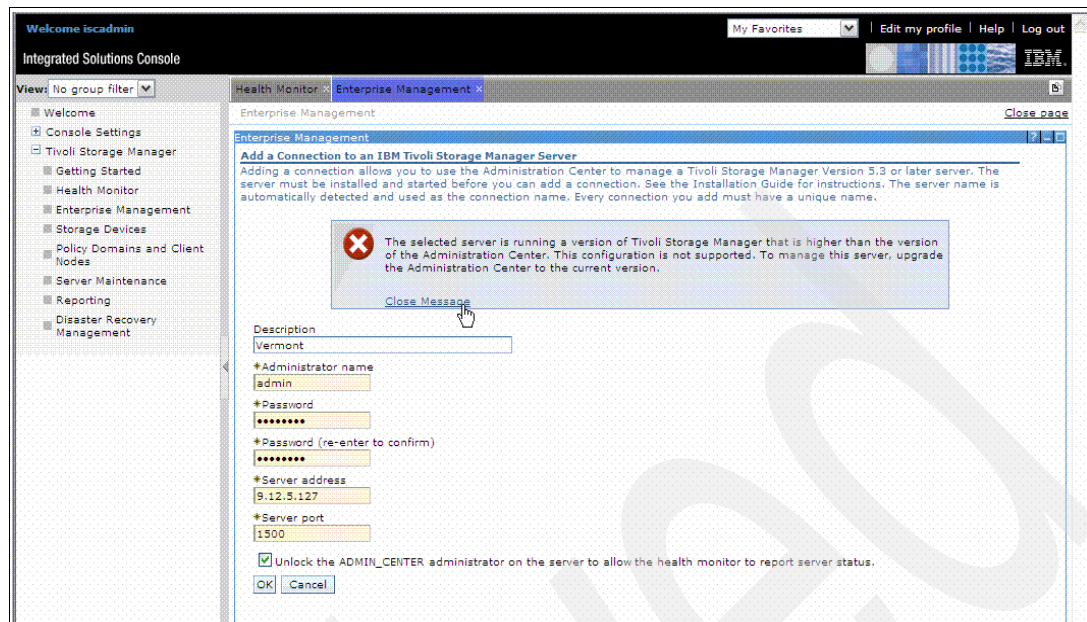 Welcome iscadmin
My Favorites
Edit my profile | Help | Log out
Integrated Solutions Console
IBM.
View: No group filter
Health Monitor × Enterprise Management ×
Welcome
Console Settings
Tivoli Storage Manager
Getting Started
Health Monitor
Enterprise Management
Storage Devices
Policy Domains and Client
Nodes
Server Maintenance
Reporting
Disaster Recovery
Management
Enterprise Management
Close page
Enterprise Management
Add a Connection to an IBM Tivoli Storage Manager Server
Adding a connection allows you to use the Administration Center to manage a Tivoli Storage Manager Version 5.3 or later server. The
server must be installed and started before you can add a connection. See the Installation Guide for instructions. The server name is
automatically detected and used as the connection name. Every connection you add must have a unique name.
The selected server is running a version of Tivoli Storage Manager that is higher than the version
of the Administration Center. This configuration is not supported. To manage this server, upgrade
the Administration Center to the current version.
Close Message
Description
Vermont
*Administrator name
admin
*Password
••••••••
*Password (re-enter to confirm)
••••••••
*Server address
9.12.5.127
*Server port
1500
Unlock the ADMIN_CENTER administrator on the server to allow the health monitor to report server status.
OK Cancel